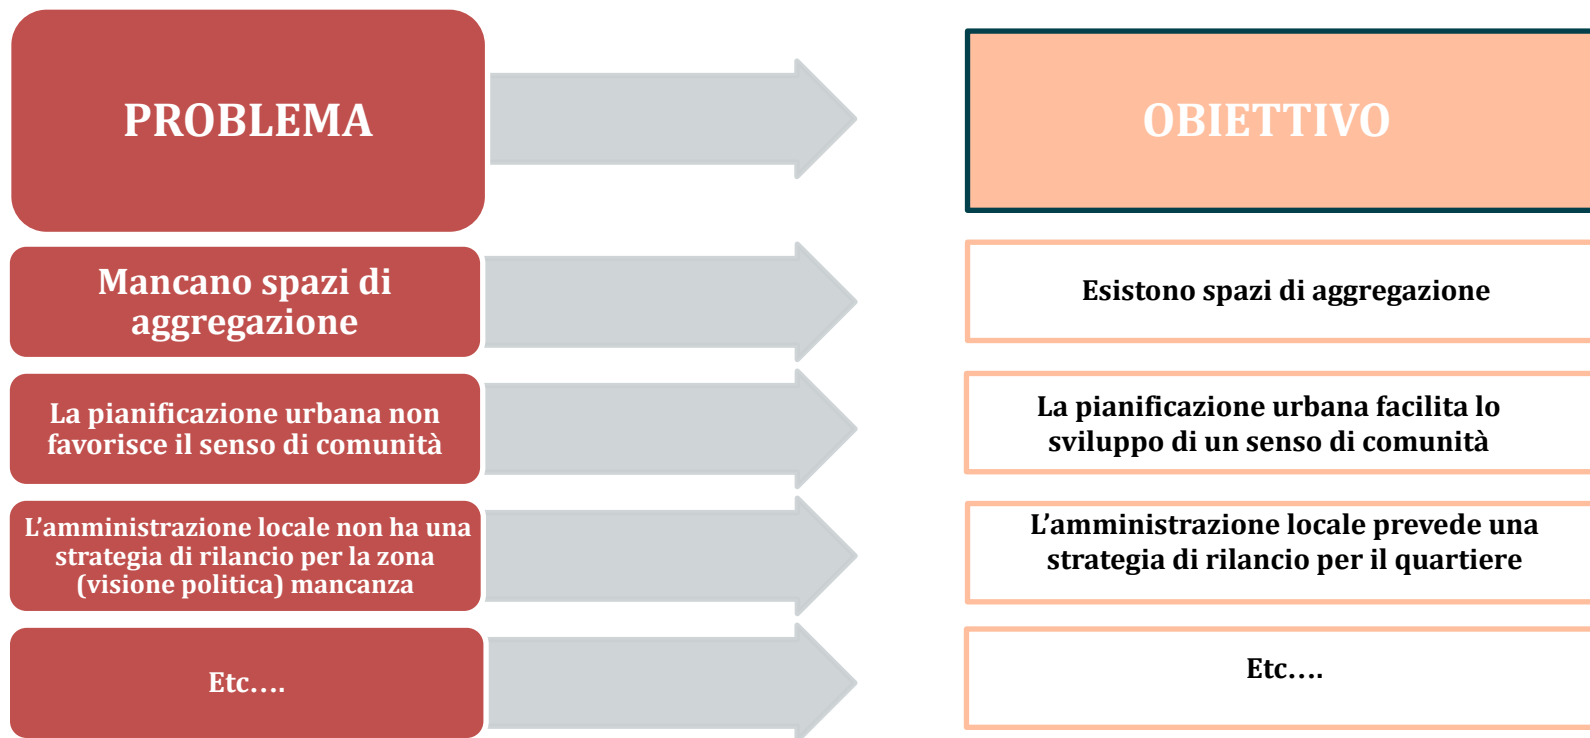 PROBLEMA
OBIETTIVO
Mancano spazi di
aggregazione
Esistono spazi di aggregazione
La pianificazione urbana non
favorisce il senso di comunità
La pianificazione urbana facilita lo
sviluppo di un senso di comunità
L’amministrazione locale non ha una
strategia di rilancio per la zona
(visione politica) mancanza
L’amministrazione locale prevede una
strategia di rilancio per il quartiere
Etc....
Etc....